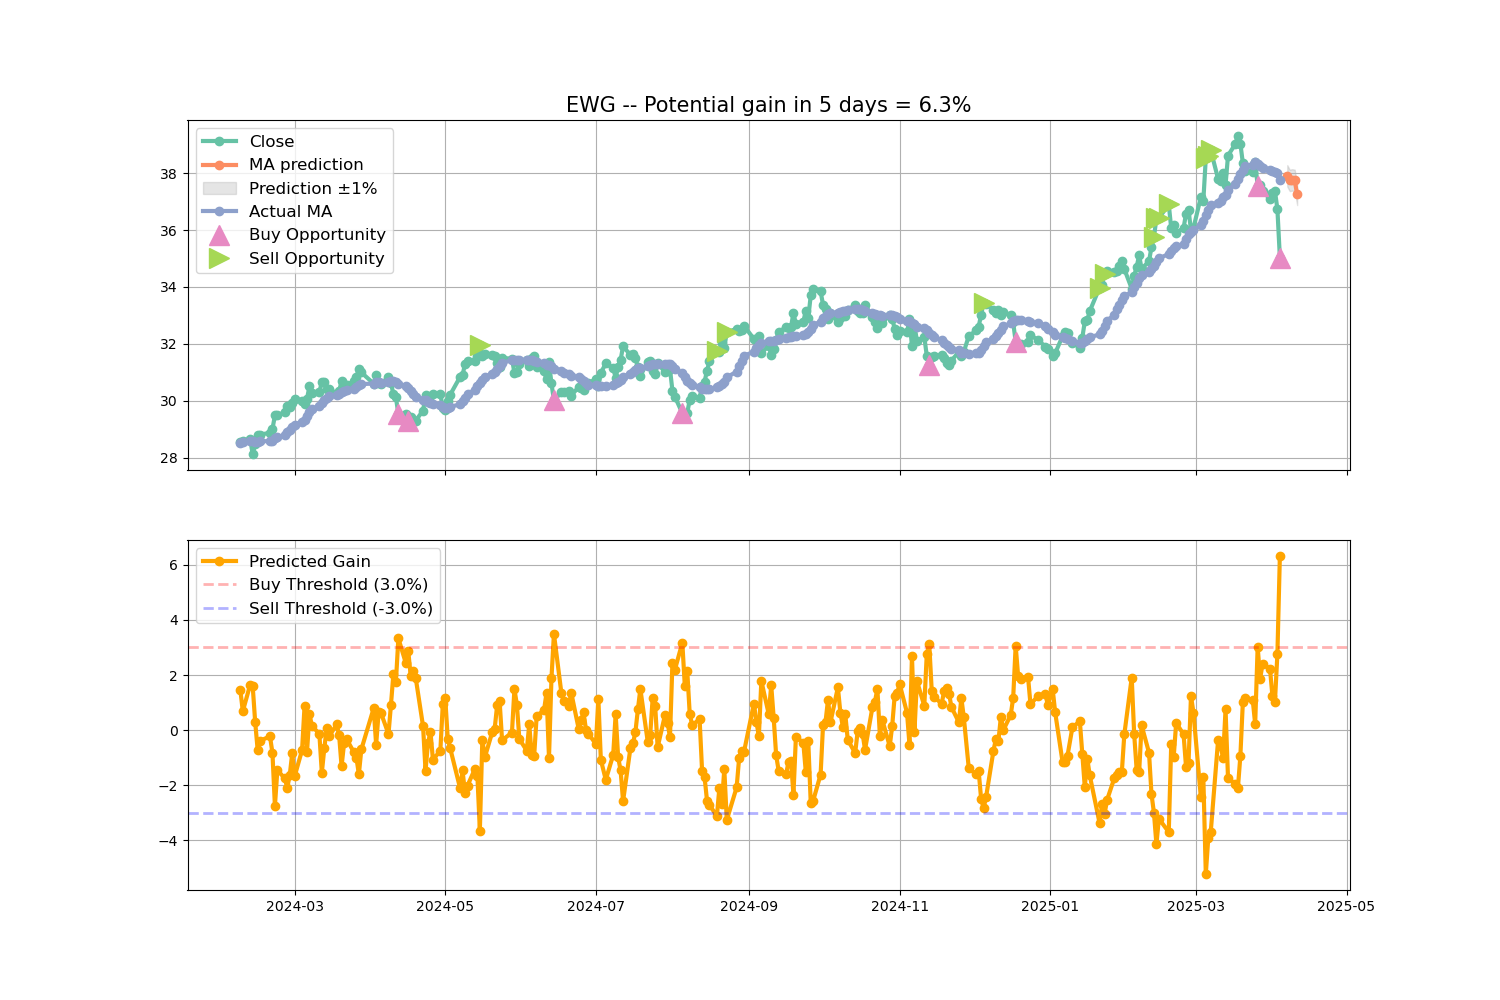 EWG -- Potential gain in 5 days = 6.3%
Close
MA prediction
Prediction ±1%
Actual MA
Buy Opportunity
Sell Opportunity
38
36
34
32
30
28
Predicted Gain
Buy Threshold (3.0%)
Sell Threshold (-3.0%)
6
4
2
0
−2
−4
2024-03 2024-05 2024-07 2024-09 2024-11 2025-01 2025-03 2025-05